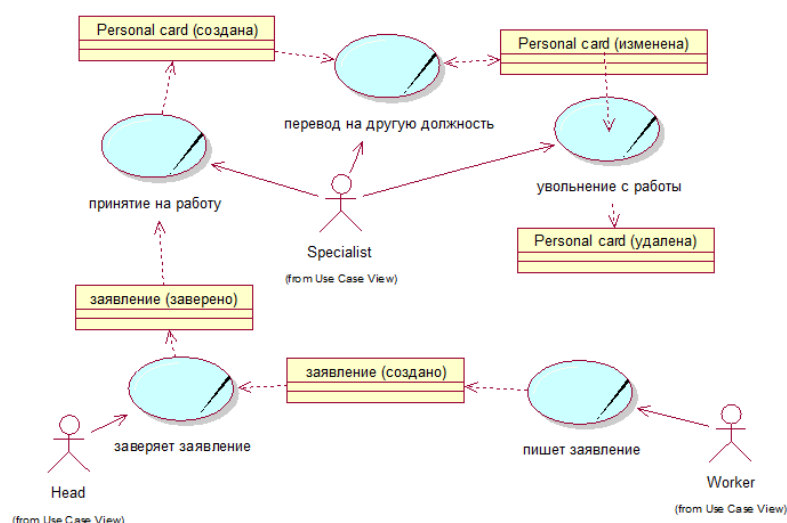 Personal card (создана)
Personal card (изменена)
перевод на другую должность
принятие на работу
увольнение с работы
Personal card (удалена)
Specialist
(from Use Case View)
заявление (заверено)
заявление (создано)
заверяет заявление
пишет заявление
Head
(from Use Case View)
Worker
(from Use Case View)